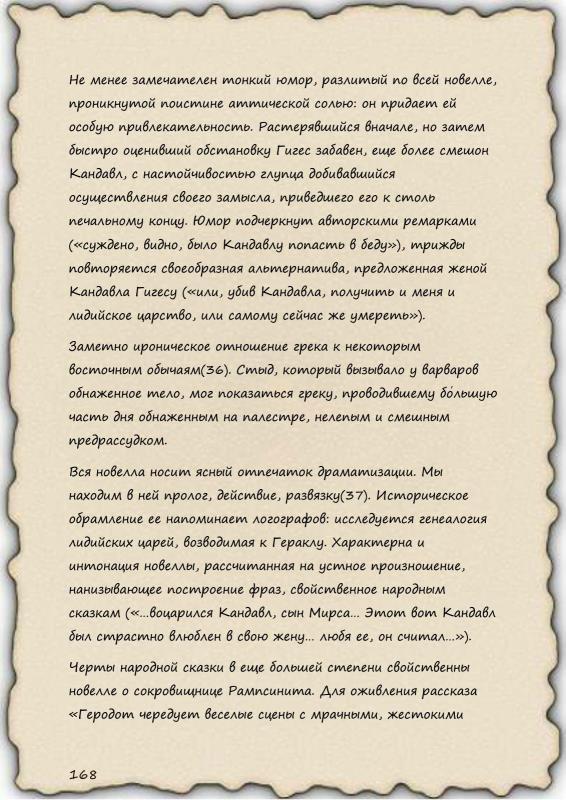 Не менее замечателен тонкий юмор, разлитый по всей новелле,
проникнутой поистине аттической солью: он придает ей
особую привлекательность. Растерявшийся вначале, но затем
быстро оценивший обстановку Гигес забавен, еще более смешон
Кандавл, с настойчивостью глупца добивавшийся
осуществления своего замысла, приведшего его к столь
печальному концу. Юмор подчеркнут авторскими ремарками
(«суждено, видно, было Кандавлу попасть в беду»), трижды
повторяется своеобразная альтернатива, предложенная женой
Кандавла Гигесу («или, убив Кандавла, получить и меня и
лидийское царство, или самому сейчас же умереть»).
Заметно ироническое отношение грека к некоторым
восточным обычаям(36). Стыд, который вызывало у варваров
обнаженное тело, мог показаться греку, проводившему бо́льшую
часть дня обнаженным на палестре, нелепым и смешным
предрассудком.
Вся новелла носит ясный отпечаток драматизации. Мы
находим в ней пролог, действие, развязку(37). Историческое
обрамление ее напоминает логографов: исследуется генеалогия
лидийских царей, возводимая к Гераклу. Характерна и
интонация новеллы, рассчитанная на устное произношение,
нанизывающее построение фраз, свойственное народным
сказкам («...воцарился Кандавл, сын Мирса... Этот вот Кандавл
был страстно влюблен в свою жену... любя ее, он считал...»).
Черты народной сказки в еще большей степени свойственны
новелле о сокровищнице Рампсинита. Для оживления рассказа
«Геродот чередует веселые сцены с мрачными, жестокими
168